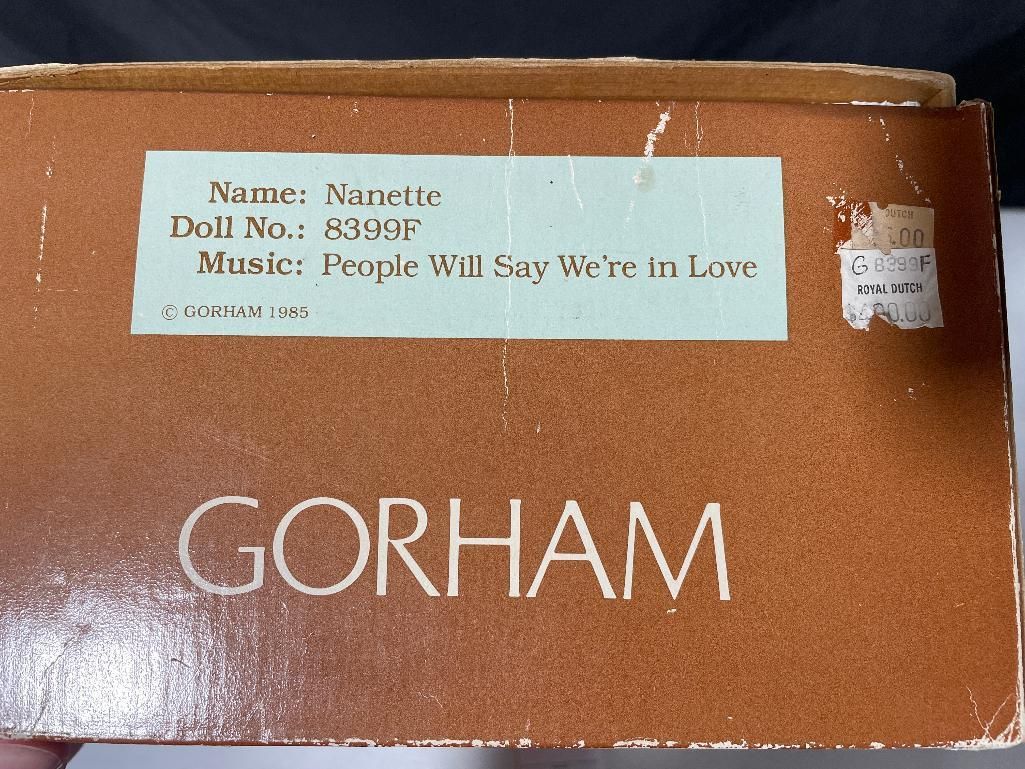 Name: Nanette
Doll No.: 8399F
Music: People Will Say We're in Love
© GORHAM 1985
DUTCH
.00
G 8399F
ROYAL DUTCH
GORHAM